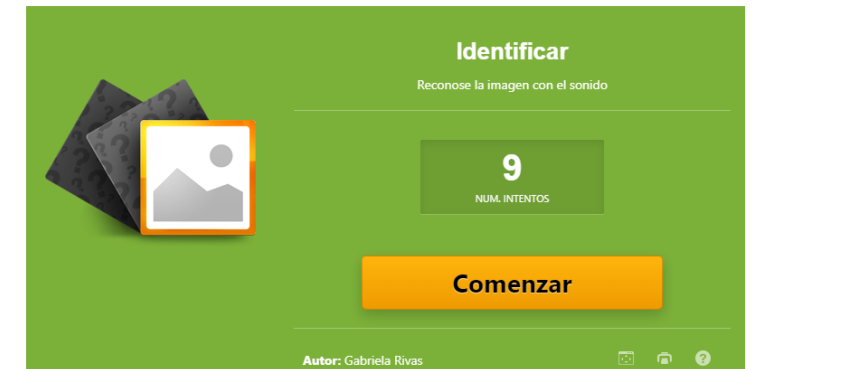 Identificar
Reconose la imagen con el sonido
9
NUM. INTENTOS
Comenzar
Autor: Gabriela Rivas